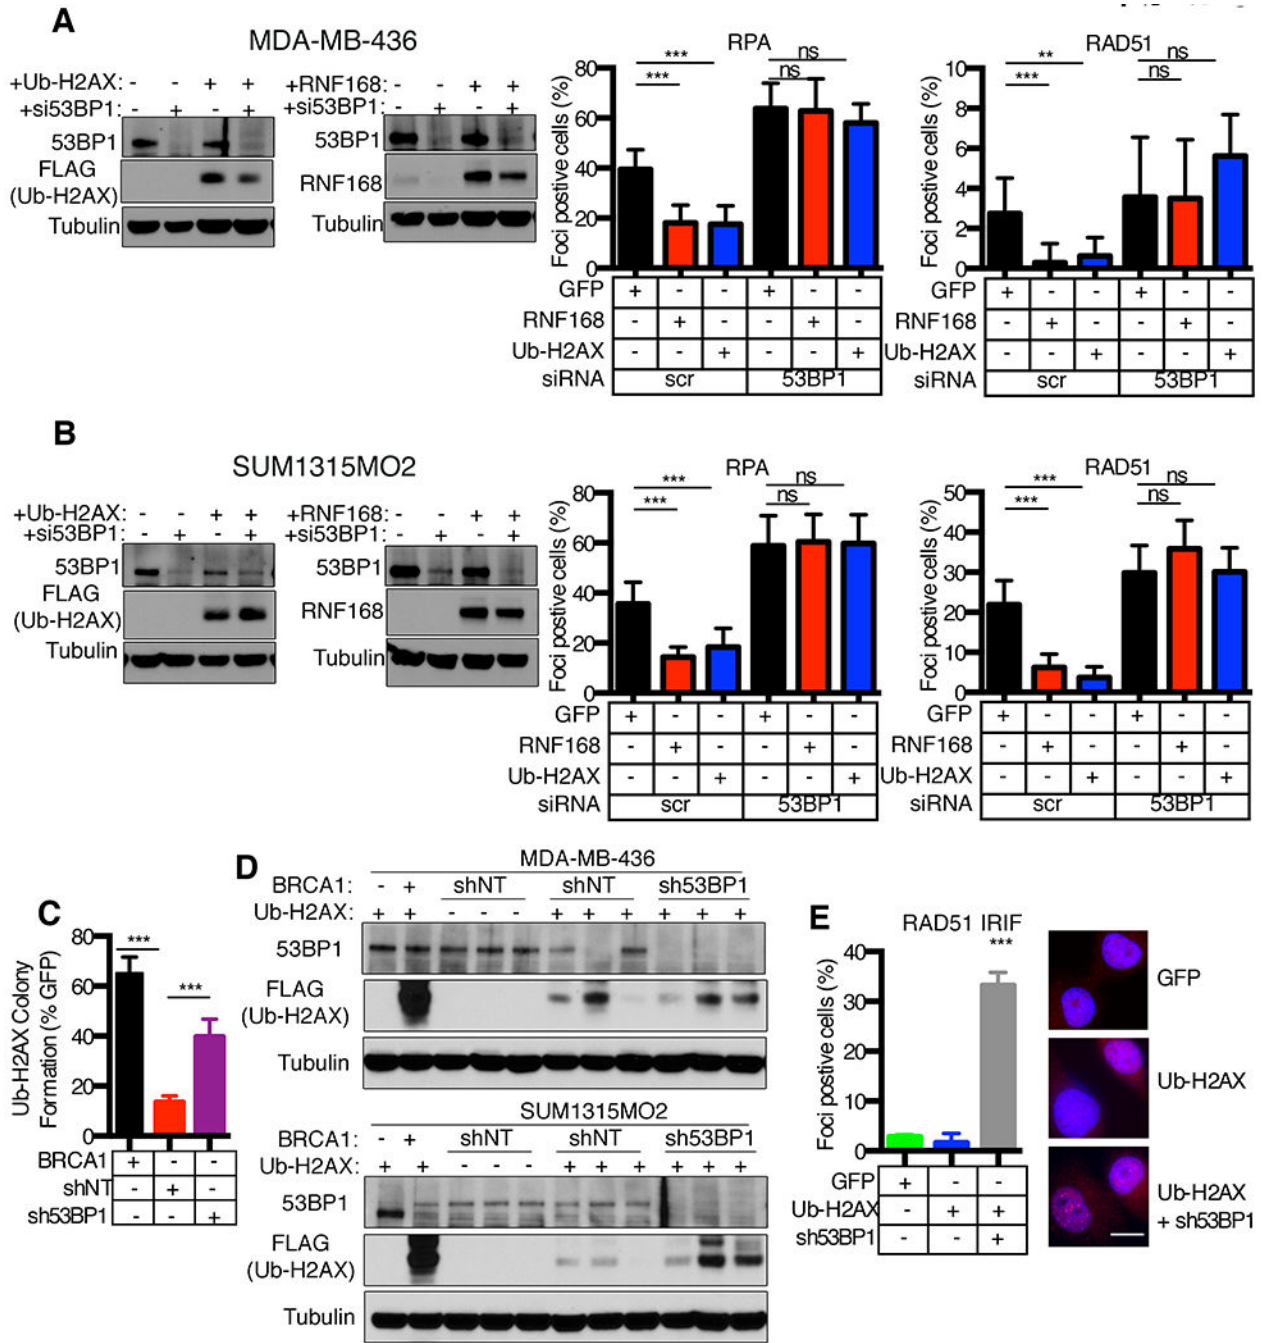 A
MDA-MB-436
+Ub-H2AX: - - + +
+si53BP1: - + - +
53BP1
FLAG
(Ub-H2AX)
Tubulin
+RNF168: - - + +
+si53BP1: - + - +
53BP1
RNF168
Tubulin
RPA
*** ns
*** ns
Foci postive cells (%)
80
60
40
20
0
GFP + - - + - -
RNF168 - + - - + -
Ub-H2AX - - + - - +
siRNA scr 53BP1
RAD51
** ns
*** ns
Foci postive cells (%)
10
8
6
4
2
0
GFP + - - + - -
RNF168 - + - - + -
Ub-H2AX - - + - - +
siRNA scr 53BP1
B
SUM1315MO2
+Ub-H2AX: - - + +
+si53BP1: - + - +
53BP1
FLAG
(Ub-H2AX)
Tubulin
+RNF168: - - + +
+si53BP1: - + - +
53BP1
RNF168
Tubulin
RPA
*** ns
*** ns
Foci postive cells (%)
80
60
40
20
0
GFP + - - + - -
RNF168 - + - - + -
Ub-H2AX - - + - - +
siRNA scr 53BP1
RAD51
*** ns
*** ns
Foci postive cells (%)
50
40
30
20
10
0
GFP + - - + - -
RNF168 - + - - + -
Ub-H2AX - - + - - +
siRNA scr 53BP1
C
Ub-H2AX Colony
Formation (% GFP)
80
60
40
20
0
***
***
BRCA1 + - -
shNT - + -
sh53BP1 - - +
D
MDA-MB-436
BRCA1: - + shNT shNT sh53BP1
Ub-H2AX: + + - - - + + + + + +
53BP1
FLAG
(Ub-H2AX)
Tubulin
SUM1315MO2
BRCA1: - + shNT shNT sh53BP1
Ub-H2AX: + + - - - + + + + + +
53BP1
FLAG
(Ub-H2AX)
Tubulin
E
RAD51 IRIF
***
Foci postive cells (%)
40
30
20
10
0
GFP + - -
Ub-H2AX - + +
sh53BP1 - - +
GFP
Ub-H2AX
Ub-H2AX
+ sh53BP1